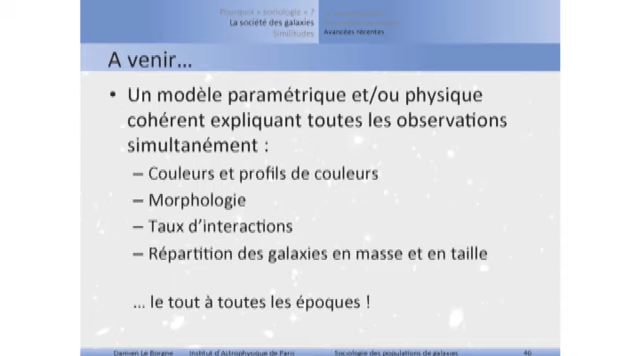 Pourquoi « sociologie » ?
La société des galaxies
Similitudes
Avancées récentes
A venir...
• Un modèle paramétrique et/ou physique
cohérent expliquant toutes les observations
simultanément :
– Couleurs et profils de couleurs
– Morphologie
– Taux d'interactions
– Répartition des galaxies en masse et en taille
... le tout à toutes les époques !
Damien Le Borgne Institut d'Astrophysique de Paris Sociologie des populations de galaxies 40